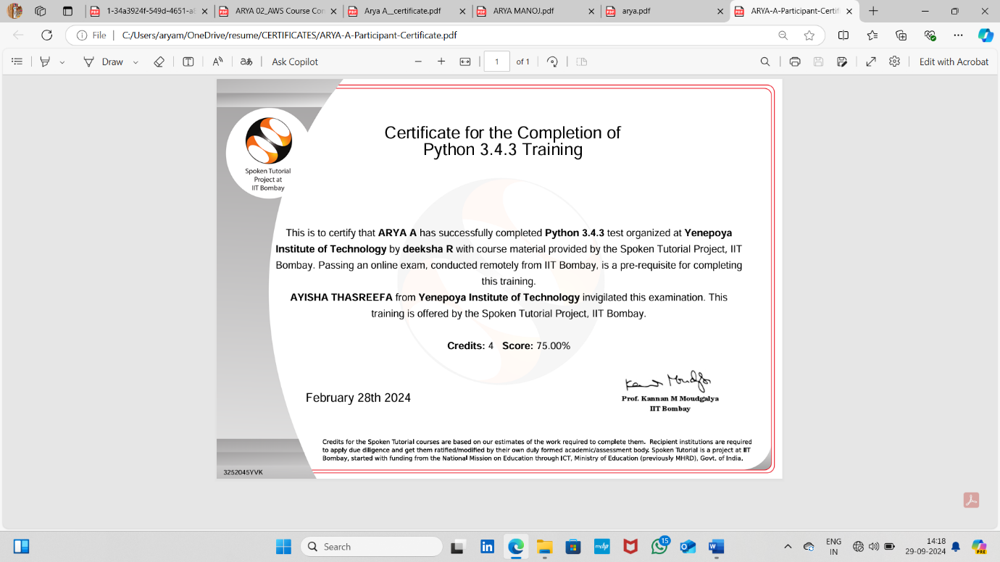 1-34a3924f-549d-4651-a8
ARYA 02_AWS Course Con
Arya A__certificate.pdf
ARYA MANOJ.pdf
arya.pdf
ARYA-A-Participant-Certif
File
C:/Users/aryam/OneDrive/resume/CERTIFICATES/ARYA-A-Participant-Certificate.pdf
Draw
aあ
Ask Copilot
1
of 1
Edit with Acrobat
Spoken Tutorial
Project at
IIT Bombay
Certificate for the Completion of
Python 3.4.3 Training
This is to certify that ARYA A has successfully completed Python 3.4.3 test organized at Yenepoya
Institute of Technology by deeksha R with course material provided by the Spoken Tutorial Project, IIT
Bombay. Passing an online exam, conducted remotely from IIT Bombay, is a pre-requisite for completing
this training.
AYISHA THASREEFA from Yenepoya Institute of Technology invigilated this examination. This
training is offered by the Spoken Tutorial Project, IIT Bombay.
Credits: 4 Score: 75.00%
February 28th 2024
Kannan Moudgalya
Prof. Kannan M Moudgalya
IIT Bombay
Credits for the Spoken Tutorial courses are based on our estimates of the work required to complete them. Recipient institutions are required
to apply due diligence and get them ratified/modified by their own duly formed academic/assessment body. Spoken Tutorial is a project at IIT
Bombay, started with funding from the National Mission on Education through ICT, Ministry of Education (previously MHRD), Govt. of India.
3252045YVK
Search
myhp
15
ENG
IN
14:18
29-09-2024
PRE